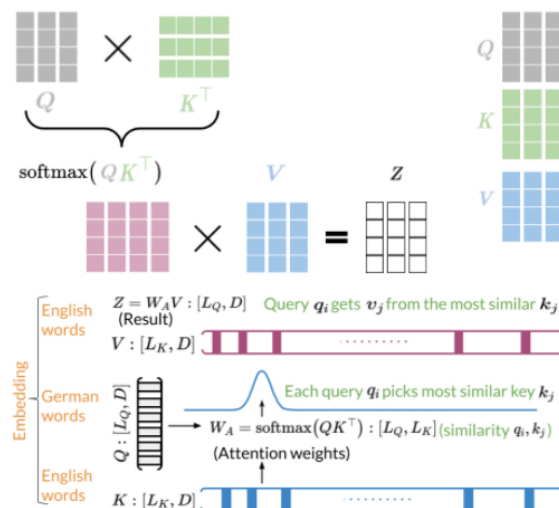 Q
K
V
Q
K⊤
softmax(QK⊤)
V
Z
Embedding
English words
Z = W_A V : [L_Q, D]
(Result)
Query q_i gets v_j from the most similar k_j
V : [L_K, D]
German words
Q : [L_Q, D]
Each query q_i picks most similar key k_j
W_A = softmax(QK⊤) : [L_Q, L_K] (similarity q_i, k_j)
(Attention weights)
English words
K : [L_K, D]